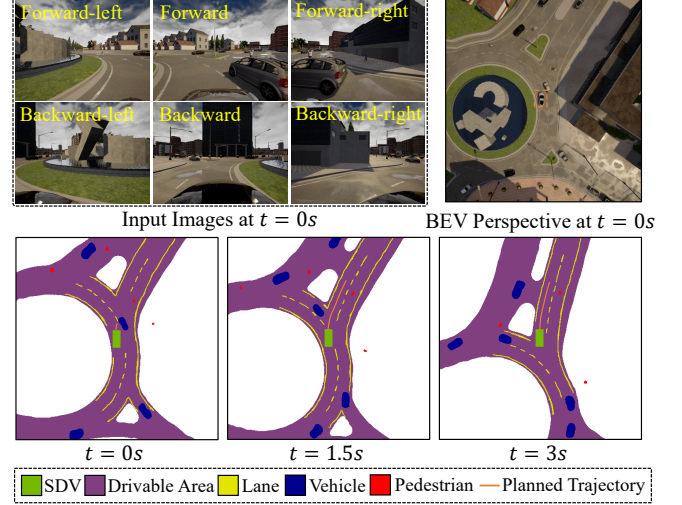 Forward-left Forward Forward-right
Backward-left Backward Backward-right
Input Images at t = 0s BEV Perspective at t = 0s
t = 0s t = 1.5s t = 3s
SDV Drivable Area Lane Vehicle Pedestrian Planned Trajectory